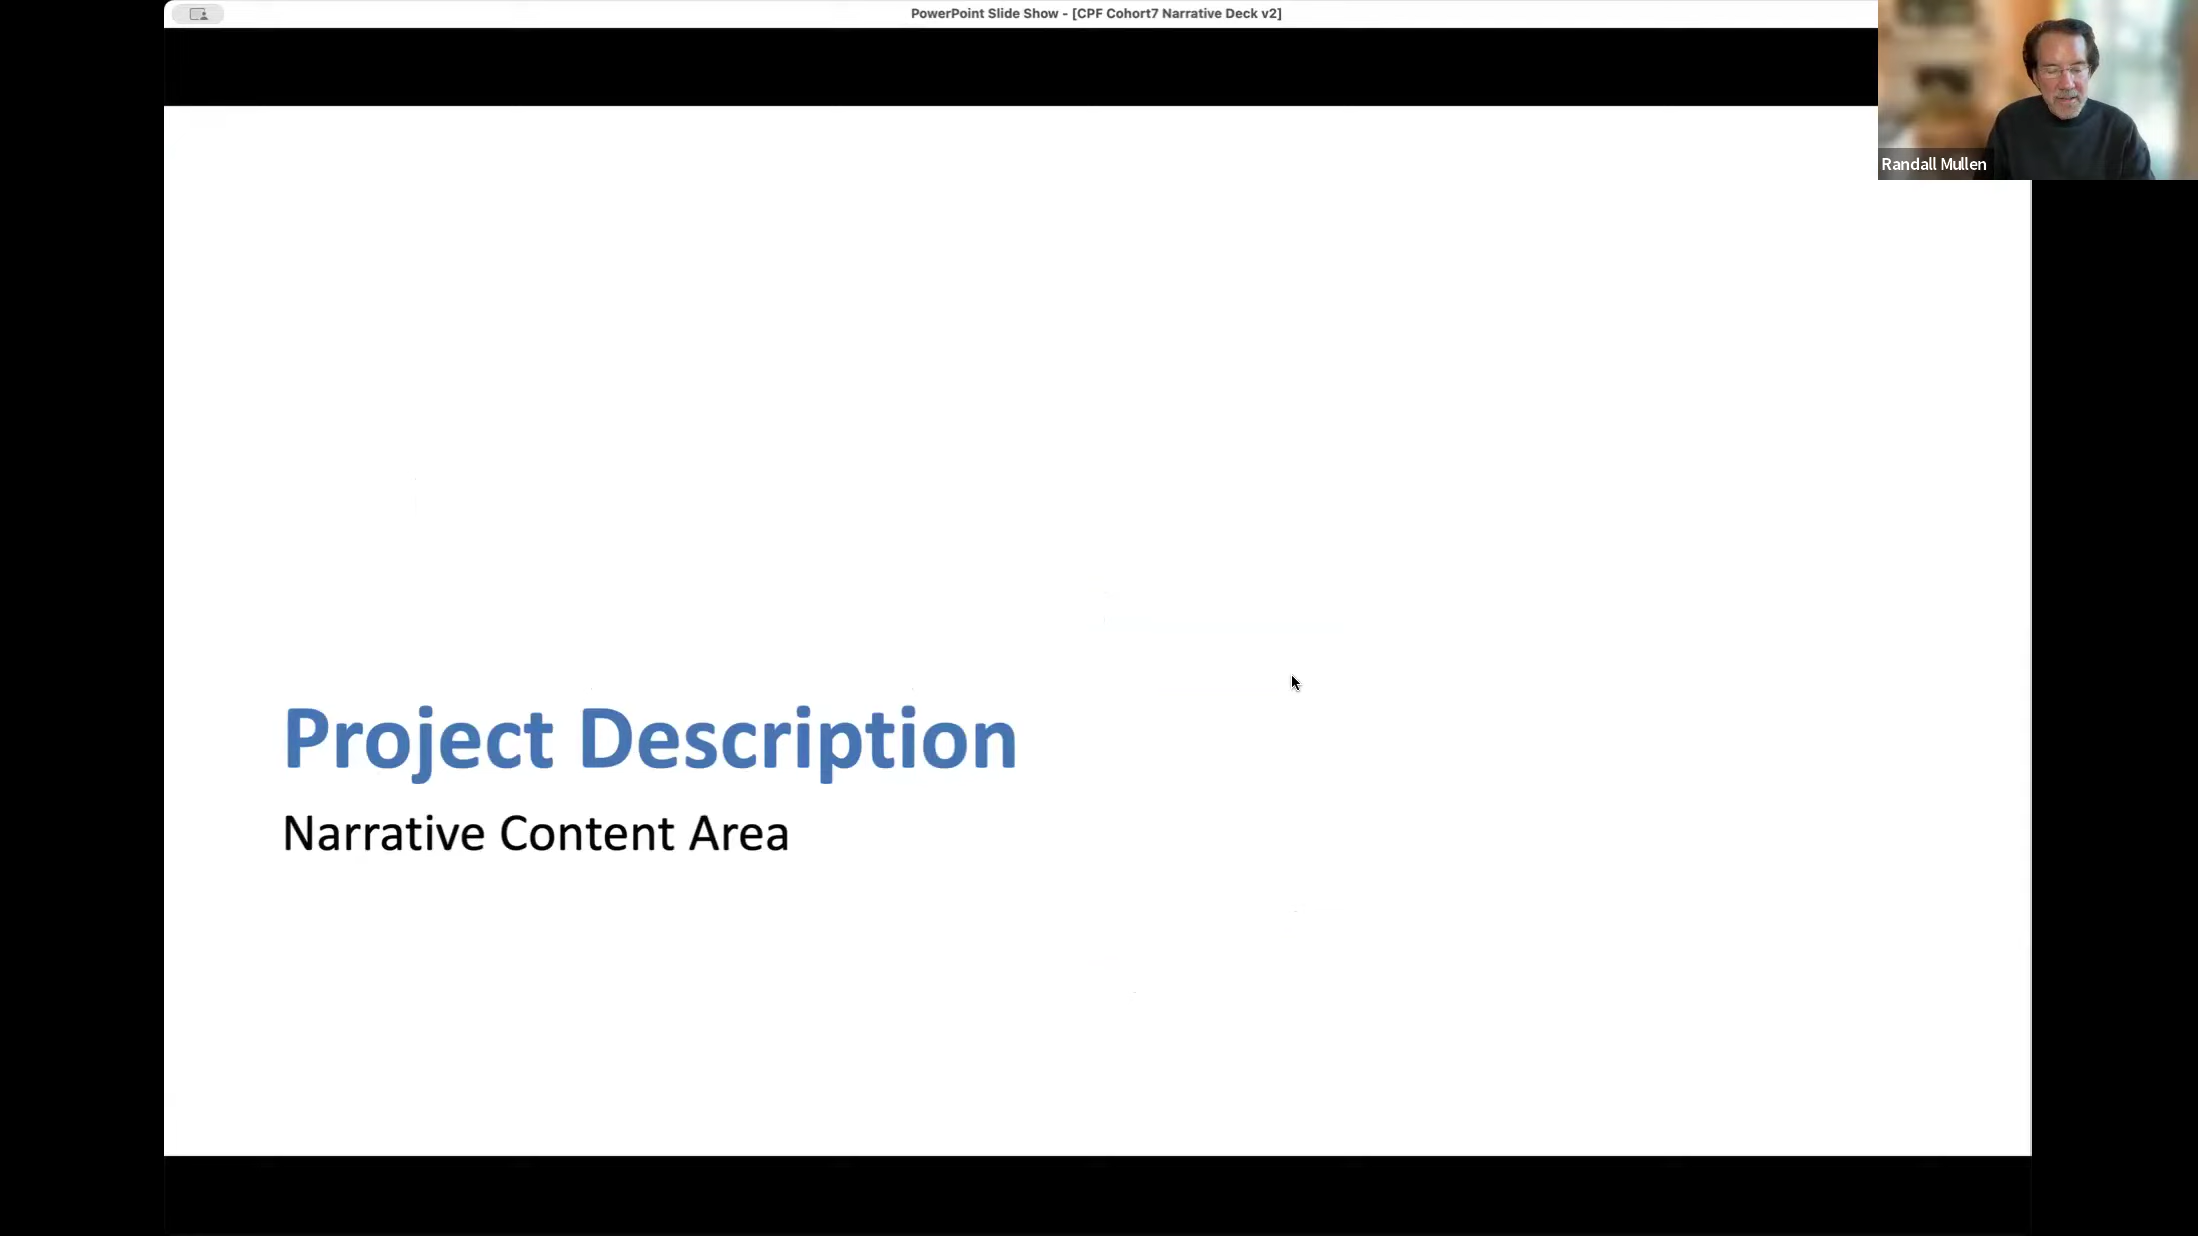 PowerPoint Slide Show - [CPF Cohort7 Narrative Deck v2]
Randall Mullen
Project Description
Narrative Content Area